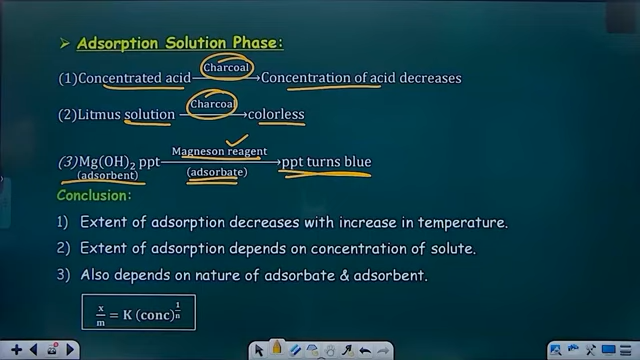 ➢ Adsorption Solution Phase:
(1)Concentrated acid Charcoal→Concentration of acid decreases
(2)Litmus solution Charcoal→colorless
(3)Mg(OH)₂ ppt Magneson reagent→ppt turns blue
(adsorbent) (adsorbate)
Conclusion:
1) Extent of adsorption decreases with increase in temperature.
2) Extent of adsorption depends on concentration of solute.
3) Also depends on nature of adsorbate & adsorbent.
x/m = K (conc)^1/n